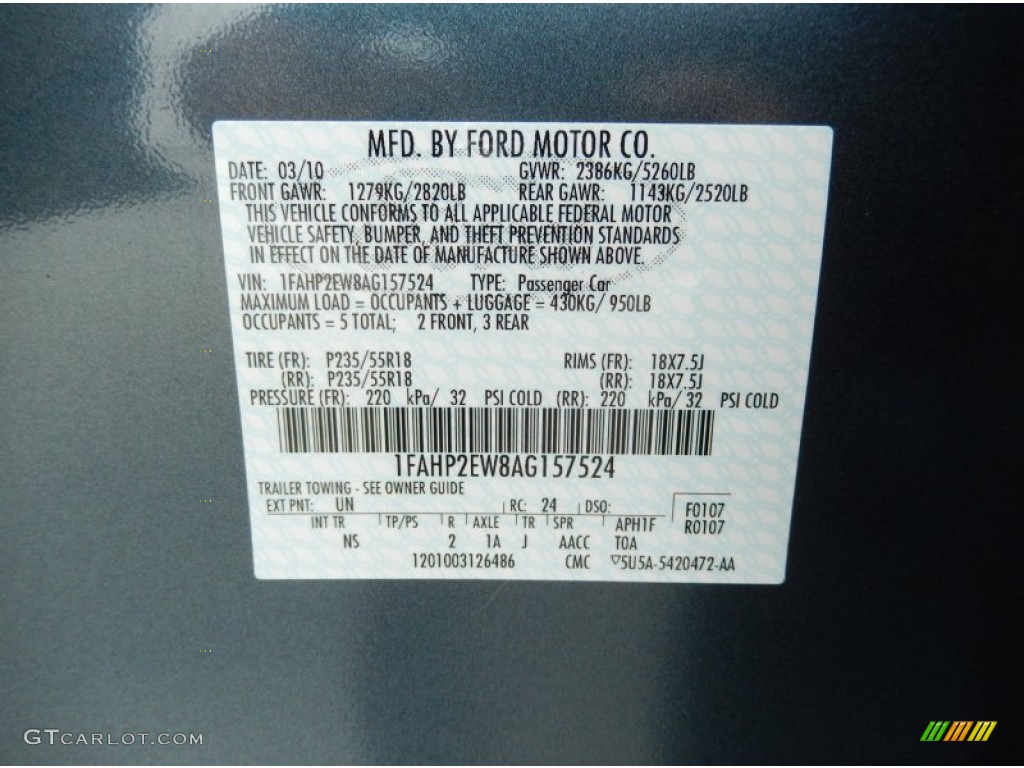 MFD. BY FORD MOTOR CO.
DATE: 03/10 GVWR: 2386KG/5260LB
FRONT GAWR: 1279KG/2820LB REAR GAWR: 1143KG/2520LB
THIS VEHICLE CONFORMS TO ALL APPLICABLE FEDERAL MOTOR
VEHICLE SAFETY, BUMPER, AND THEFT PREVENTION STANDARDS
IN EFFECT ON THE DATE OF MANUFACTURE SHOWN ABOVE.
VIN: 1FAHP2EW8AG157524 TYPE: Passenger Car
MAXIMUM LOAD = OCCUPANTS + LUGGAGE = 430KG/ 950LB
OCCUPANTS = 5 TOTAL; 2 FRONT, 3 REAR
TIRE (FR): P235/55R18 RIMS (FR): 18X7.5J
(RR): P235/55R18 (RR): 18X7.5J
PRESSURE (FR): 220 kPa/ 32 PSI COLD (RR): 220 kPa/ 32 PSI COLD
1FAHP2EW8AG157524
TRAILER TOWING - SEE OWNER GUIDE
EXT PNT: UN RC: 24 DSO: F0107
INT TR TP/PS R AXLE TR SPR APH1F R0107
NS 2 1A J AACC TOA
1201003126486 CMC ▽5U5A-5420472-AA
GTCARLOT.COM